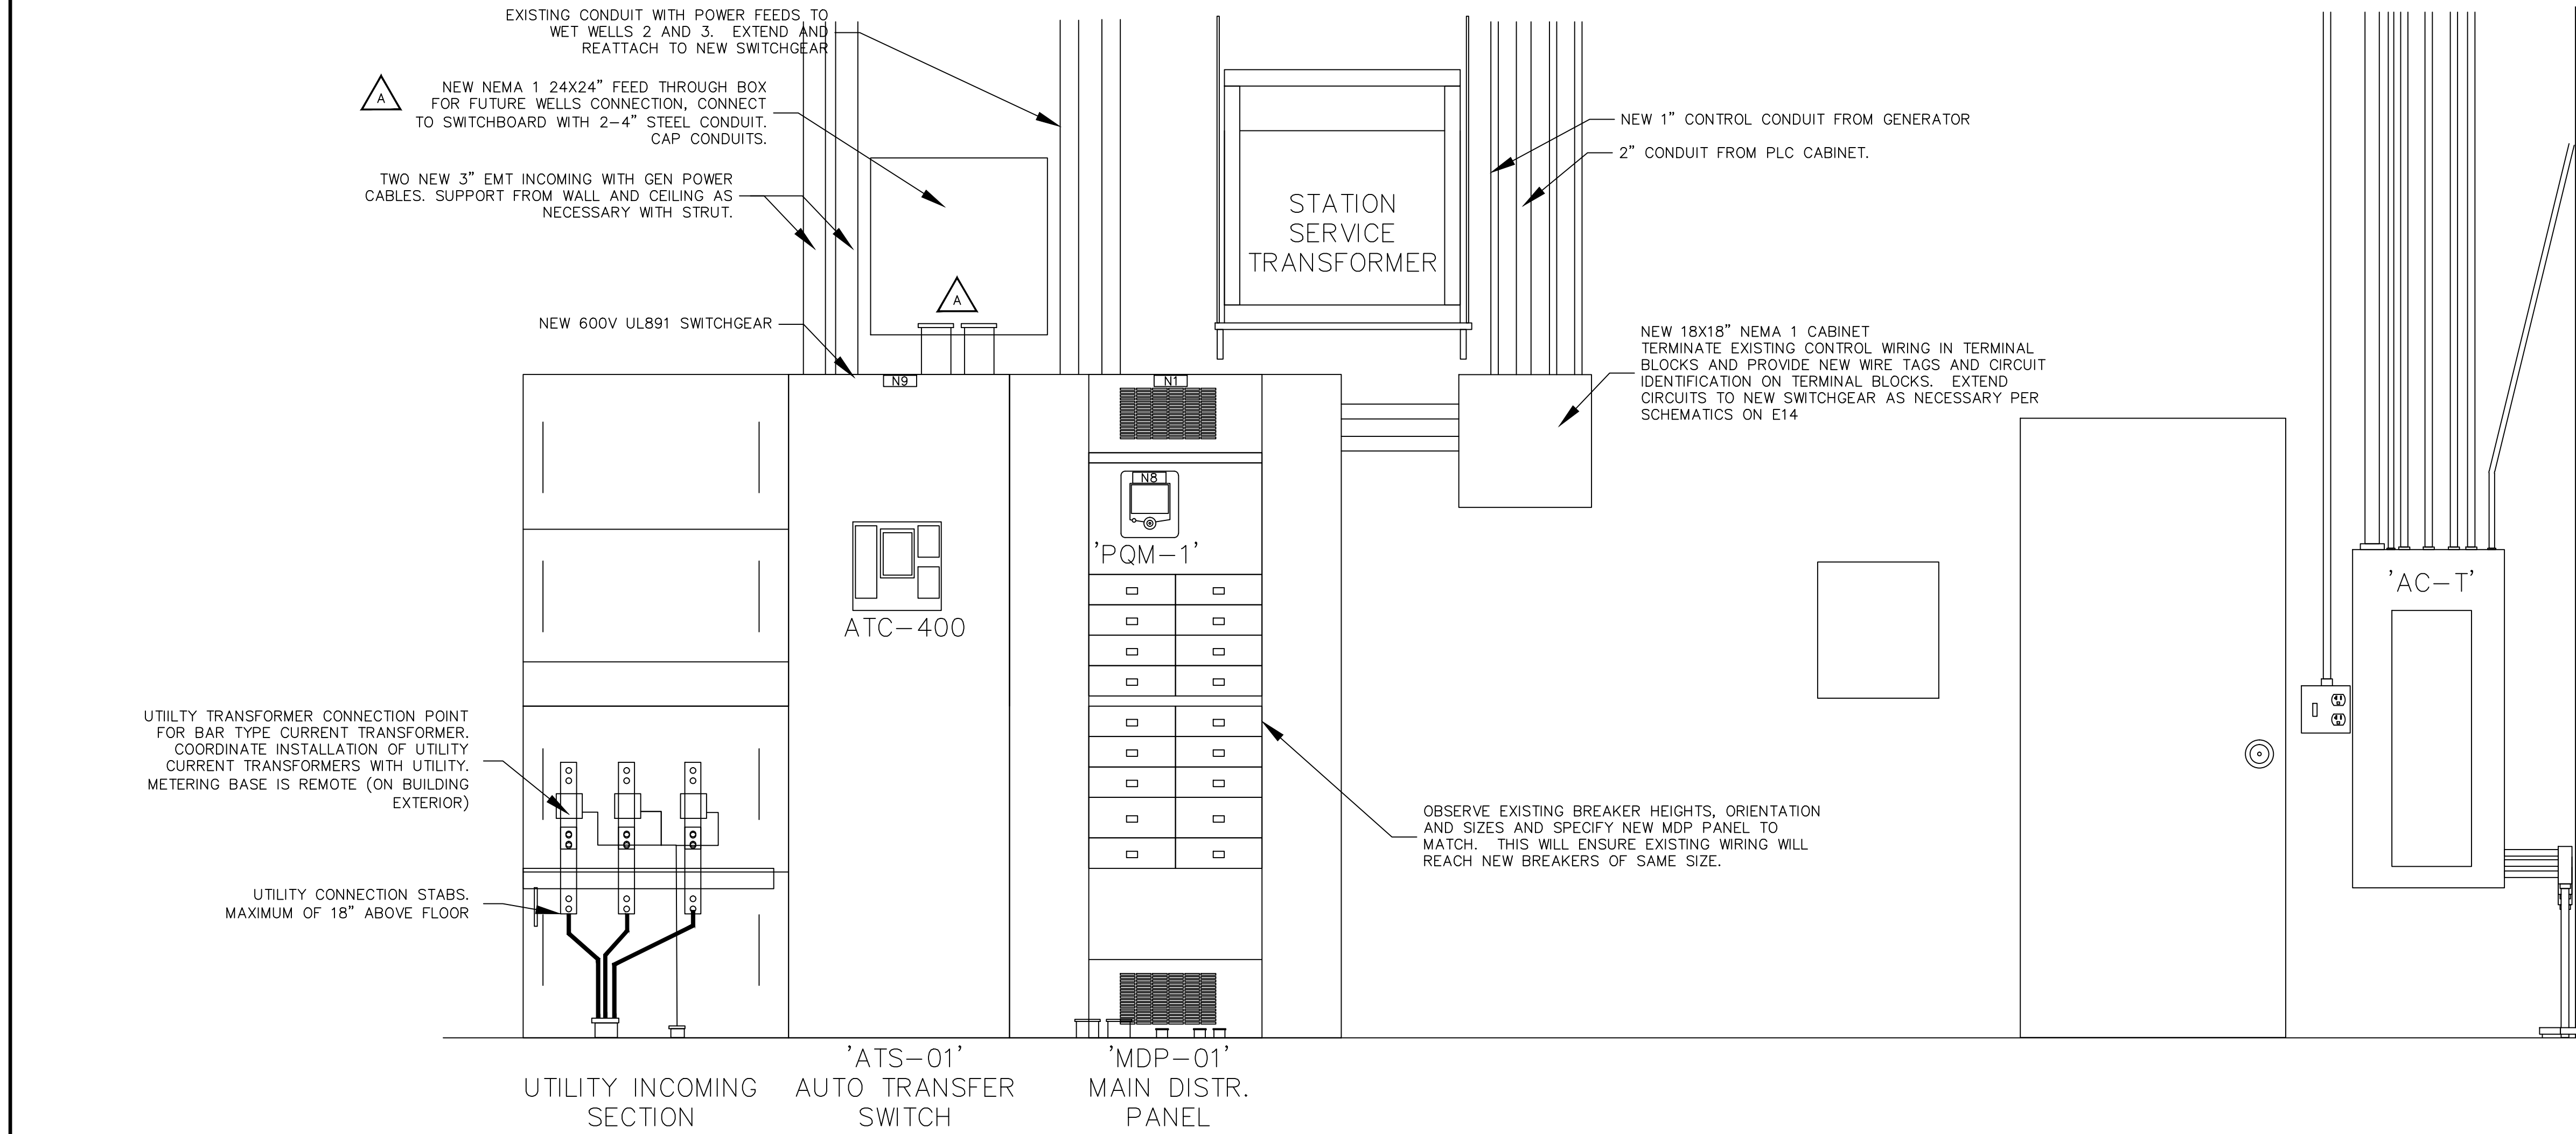 EXISTING CONDUIT WITH POWER FEEDS TO
WET WELLS 2 AND 3. EXTEND AND
REATTACH TO NEW SWITCHGEAR
A
NEW NEMA 1 24X24" FEED THROUGH BOX
FOR FUTURE WELLS CONNECTION, CONNECT
TO SWITCHBOARD WITH 2-4" STEEL CONDUIT.
CAP CONDUITS.
TWO NEW 3" EMT INCOMING WITH GEN POWER
CABLES. SUPPORT FROM WALL AND CEILING AS
NECESSARY WITH STRUT.
A
NEW 600V UL891 SWITCHGEAR
STATION
SERVICE
TRANSFORMER
NEW 1" CONTROL CONDUIT FROM GENERATOR
2" CONDUIT FROM PLC CABINET.
NEW 18X18" NEMA 1 CABINET
TERMINATE EXISTING CONTROL WIRING IN TERMINAL
BLOCKS AND PROVIDE NEW WIRE TAGS AND CIRCUIT
IDENTIFICATION ON TERMINAL BLOCKS. EXTEND
CIRCUITS TO NEW SWITCHGEAR AS NECESSARY PER
SCHEMATICS ON E14
N9
N1
N8
'PQM-1'
ATC-400
'AC-T'
UTIILTY TRANSFORMER CONNECTION POINT
FOR BAR TYPE CURRENT TRANSFORMER.
COORDINATE INSTALLATION OF UTILITY
CURRENT TRANSFORMERS WITH UTILITY.
METERING BASE IS REMOTE (ON BUILDING
EXTERIOR)
OBSERVE EXISTING BREAKER HEIGHTS, ORIENTATION
AND SIZES AND SPECIFY NEW MDP PANEL TO
MATCH. THIS WILL ENSURE EXISTING WIRING WILL
REACH NEW BREAKERS OF SAME SIZE.
UTILITY CONNECTION STABS.
MAXIMUM OF 18" ABOVE FLOOR
UTILITY INCOMING
SECTION
'ATS-01'
AUTO TRANSFER
SWITCH
'MDP-01'
MAIN DISTR.
PANEL